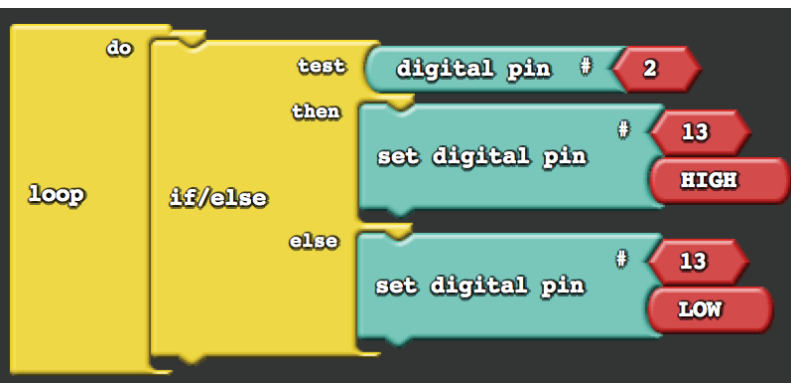 do
test digital pin # 2
then
# 13
set digital pin
HIGH
loop if/else
else
# 13
set digital pin
LOW